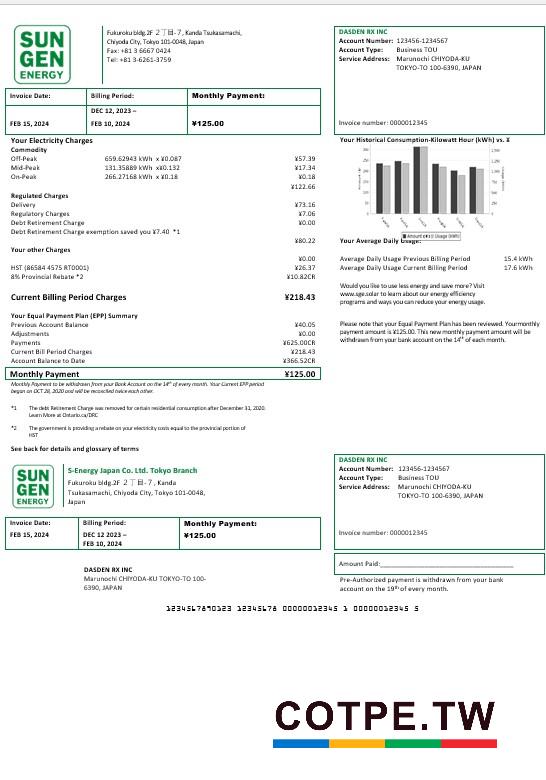 SUN
GEN
ENERGY
Fukuroku bldg.2F 2丁目-7, Kanda Tsukasamachi,
Chiyoda City, Tokyo 101-0048, Japan
Fax: +81 3 6667 0424
Tel: +81 3-6261-3759
DASDEN RX INC
Account Number: 123456-1234567
Account Type: Business TOU
Service Address: Marunochi CHIYODA-KU
TOKYO-TO 100-6390, JAPAN
Invoice number: 0000012345
Invoice Date: Billing Period: Monthly Payment:
DEC 12, 2023 –
FEB 15, 2024 FEB 10, 2024 ¥125.00
Your Electricity Charges
Commodity
Off-Peak 659.62943 kWh x ¥0.087 ¥57.39
Mid-Peak 131.35889 kWh x¥0.132 ¥17.34
On-Peak 266.27168 kWh x ¥0.18 ¥0.18
¥122.66
Regulated Charges
Delivery ¥73.16
Regulatory Charges ¥7.06
Debt Retirement Charge ¥0.00
Debt Retirement Charge exemption saved you ¥7.40 *1
¥80.22
Your other Charges
¥0.00
HST (86584 4575 RT0001) ¥26.37
8% Provincial Rebate *2 ¥10.82CR
Current Billing Period Charges ¥218.43
Your Equal Payment Plan (EPP) Summary
Previous Account Balance ¥40.05
Adjustments ¥0.00
Payments ¥625.00CR
Current Bill Period Charges ¥218.43
Account Balance to Date ¥366.52CR
Monthly Payment ¥125.00
Monthly Payment to be withdrawn from your Bank Account on the 14th of every month. Your Current EPP period
began on OCT 28, 2020 and will be reconciled twice each other.
*1 The debt Retirement Charge was removed for certain residential consumption after December 31, 2020.
Learn More at Ontario.ca/DRC
*2 The government is providing a rebate on your electricity costs equal to the provincial portion of
HST
See back for details and glossary of terms
Your Historical Consumption-Kilowatt Hour (kWh) vs. ¥
Amount Usage (kWh)
Your Average Daily Usage:
Average Daily Usage Previous Billing Period 15.4 kWh
Average Daily Usage Current Billing Period 17.6 kWh
Would you like to use less energy and save more? Visit
www.sge.solar to learn about our energy efficiency
programs and ways you can reduce your energy usage.
Please note that your Equal Payment Plan has been reviewed. Your monthly
payment amount is ¥125.00. This new monthly payment amount will be
withdrawn from your bank account on the 14th of each month.
SUN
GEN
ENERGY
S-Energy Japan Co. Ltd. Tokyo Branch
Fukuroku bldg.2F 2丁目-7, Kanda
Tsukasamachi, Chiyoda City, Tokyo 101-0048,
Japan
DASDEN RX INC
Account Number: 123456-1234567
Account Type: Business TOU
Service Address: Marunochi CHIYODA-KU
TOKYO-TO 100-6390, JAPAN
Invoice number: 0000012345
Invoice Date: Billing Period: Monthly Payment:
FEB 15, 2024 DEC 12 2023 – ¥125.00
FEB 10, 2024
Amount Paid:
DASDEN RX INC
Marunochi CHIYODA-KU TOKYO-TO 100-
6390, JAPAN
Pre-Authorized payment is withdrawn from your bank
account on the 19th of every month.
1234567890123 12345678 00000012345 1 00000012345 5
COTPE.TW